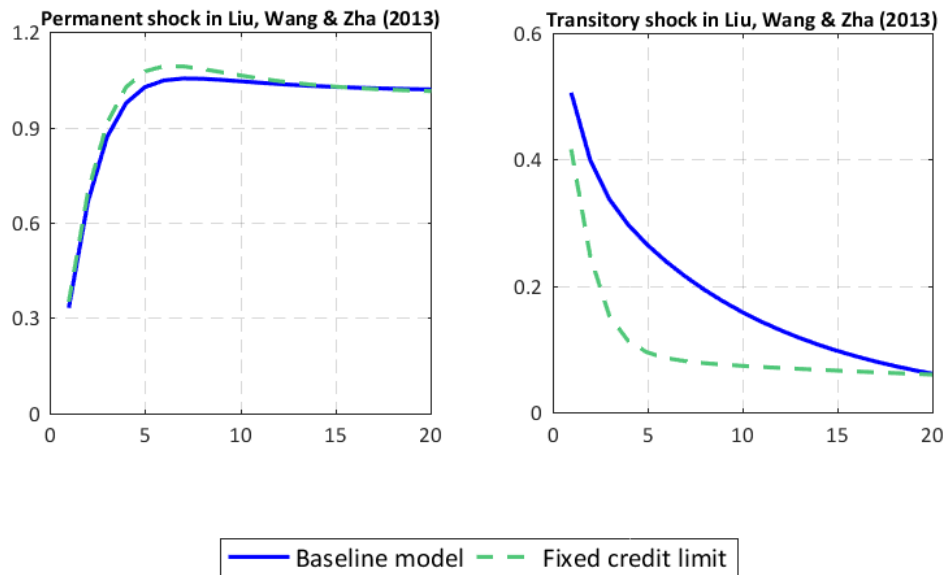 Permanent shock in Liu, Wang & Zha (2013)
1.2
0.9
0.6
0.3
0
0 5 10 15 20
Transitory shock in Liu, Wang & Zha (2013)
0.6
0.4
0.2
0
0 5 10 15 20
Baseline model Fixed credit limit